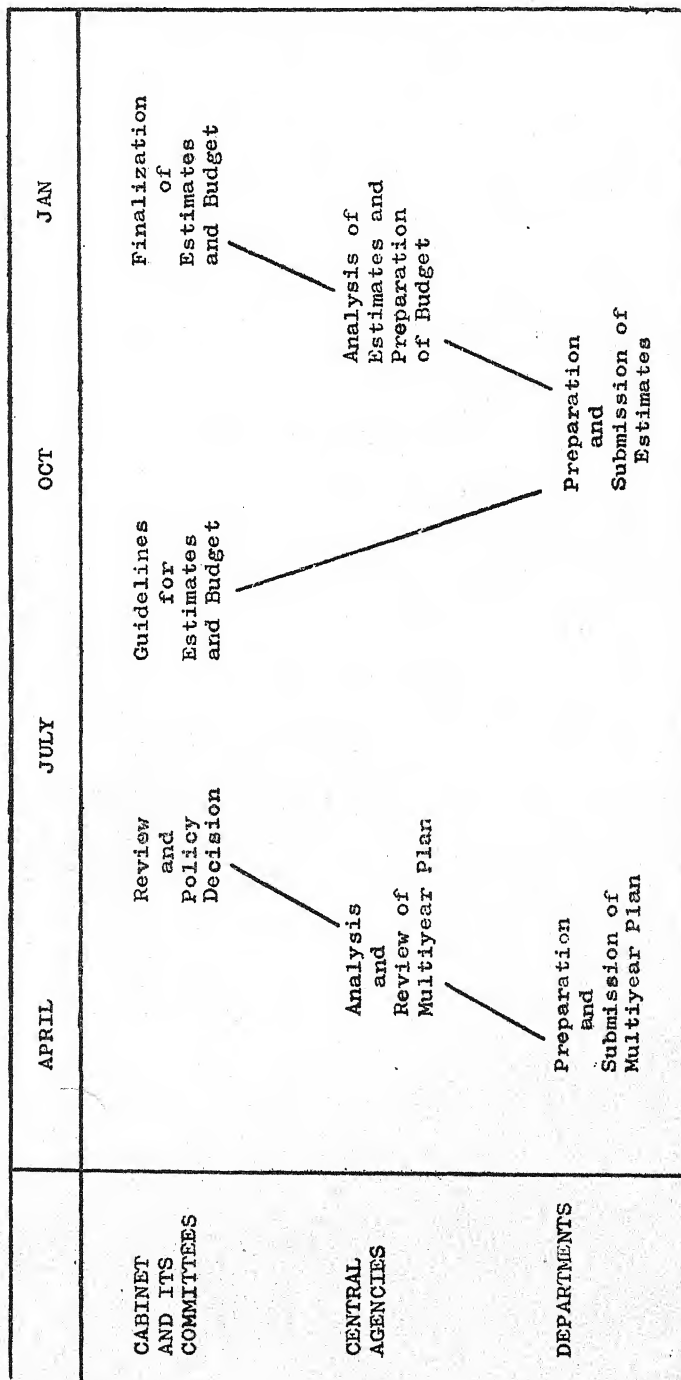 APRIL
JULY
OCT
JAN
CABINET
AND ITS
COMMITTEES
Review
and
Policy
Decision
Guidelines
for
Estimates
and Budget
Finalization
of
Estimates
and Budget
CENTRAL
AGENCIES
Analysis
and
Review of
Multiyear Plan
Analysis of
Estimates and
Preparation
of Budget
DEPARTMENTS
Preparation
and
Submission of
Multiyear Plan
Preparation
and
Submission of
Estimates